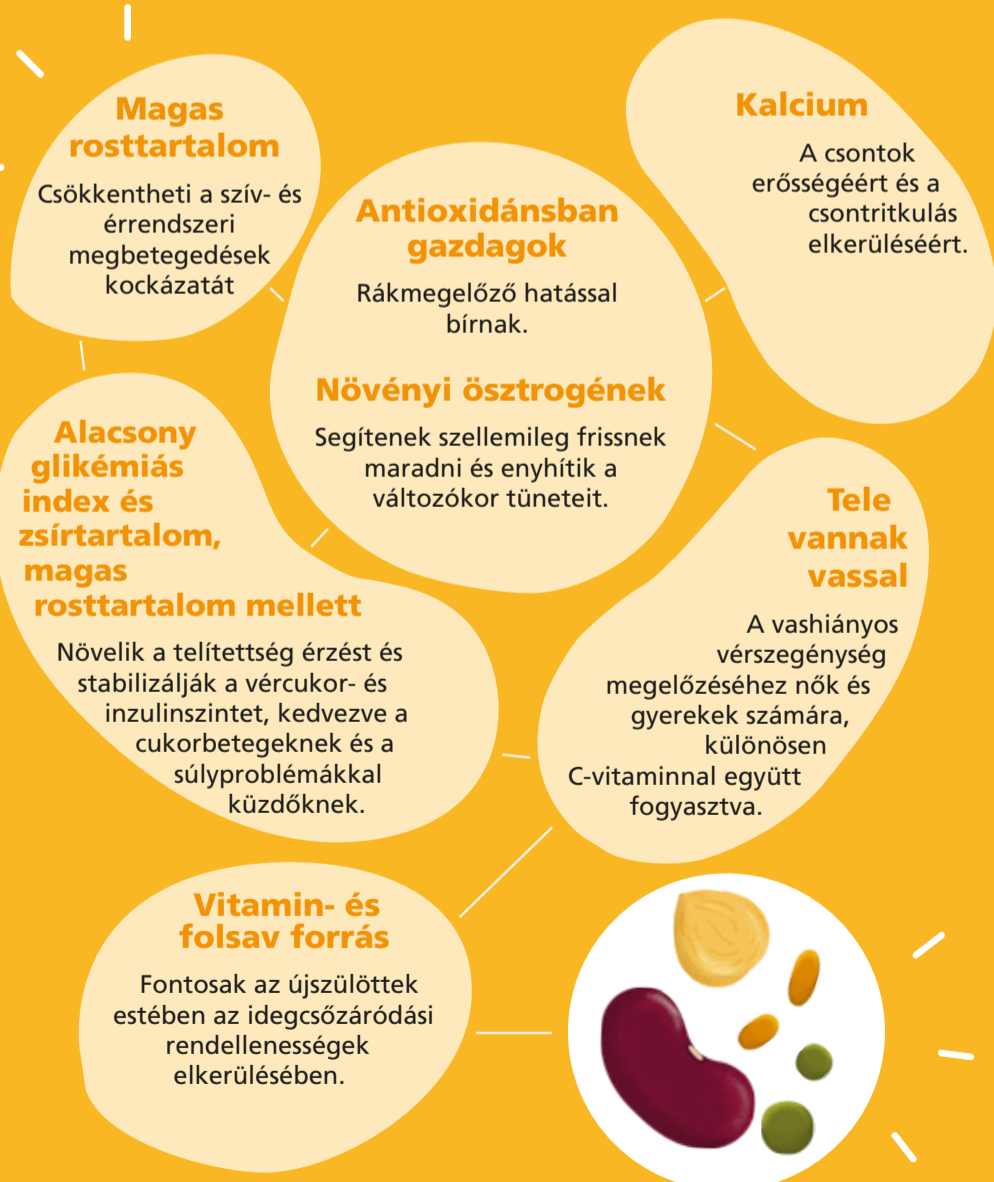 Magas
rosttartalom
Csökkentheti a szív- és
érrendszeri
megbetegedések
kockázatát
Antioxidánsban
gazdagok
Rákmegelőző hatással
bírnak.
Növényi ösztrogének
Segítenek szellemileg frissnek
maradni és enyhítik a
változókor tüneteit.
Kalcium
A csontok
erősségéért és a
csontritkulás
elkerüléséért.
Alacsony
glikémiás
index és
zsírtartalom,
magas
rosttartalom mellett
Növelik a telítettség érzést és
stabilizálják a vércukor- és
inzulinszintet, kedvezve a
cukorbetegeknek és a
súlyproblémákkal
küzdőknek.
Tele
vannak
vassal
A vashiányos
vérszegénység
megelőzéséhez nők és
gyerekek számára,
különösen
C-vitaminnal együtt
fogyasztva.
Vitamin- és
folsav forrás
Fontosak az újszülöttek
estében az idegcsőzáródási
rendellenességek
elkerülésében.